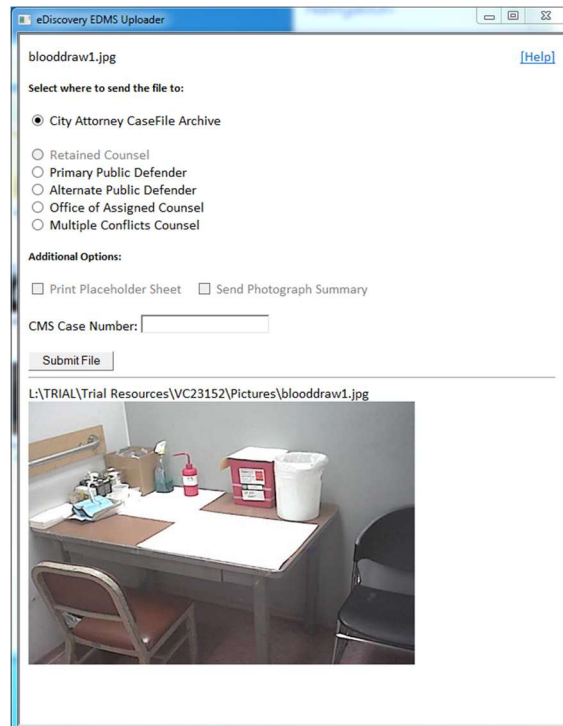 eDiscovery EDMS Uploader
blooddraw1.jpg
[Help]
Select where to send the file to:
City Attorney CaseFile Archive
Retained Counsel
Primary Public Defender
Alternate Public Defender
Office of Assigned Counsel
Multiple Conflicts Counsel
Additional Options:
Print Placeholder Sheet Send Photograph Summary
CMS Case Number:
Submit File
L:\TRIAL\Trial Resources\VC23152\Pictures\blooddraw1.jpg